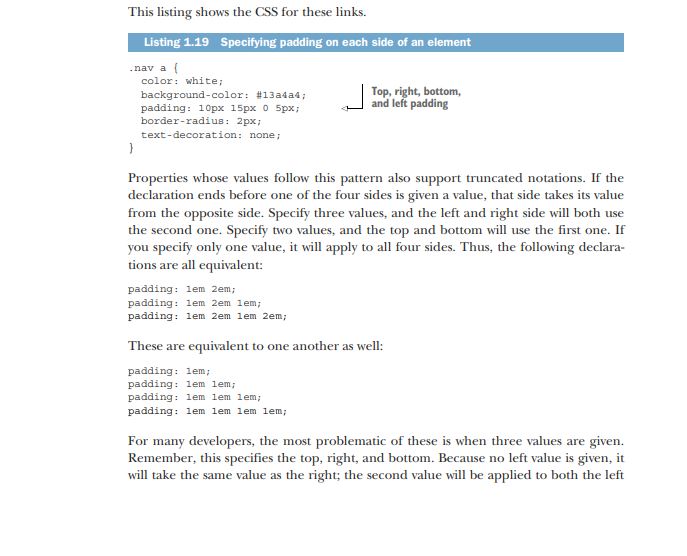 This listing shows the CSS for these links.
Listing 1.19 Specifying padding on each side of an element
.nav a {
color: white;
background-color: #13a4a4;
padding: 10px 15px 0 5px;
Top, right, bottom,
and left padding
border-radius: 2px;
text-decoration: none;
}
Properties whose values follow this pattern also support truncated notations. If the
declaration ends before one of the four sides is given a value, that side takes its value
from the opposite side. Specify three values, and the left and right side will both use
the second one. Specify two values, and the top and bottom will use the first one. If
you specify only one value, it will apply to all four sides. Thus, the following declara-
tions are all equivalent:
padding: 1em 2em;
padding: 1em 2em 1em;
padding: 1em 2em 1em 2em;
These are equivalent to one another as well:
padding: 1em;
padding: 1em 1em;
padding: 1em 1em 1em;
padding: 1em 1em 1em 1em;
For many developers, the most problematic of these is when three values are given.
Remember, this specifies the top, right, and bottom. Because no left value is given, it
will take the same value as the right; the second value will be applied to both the left